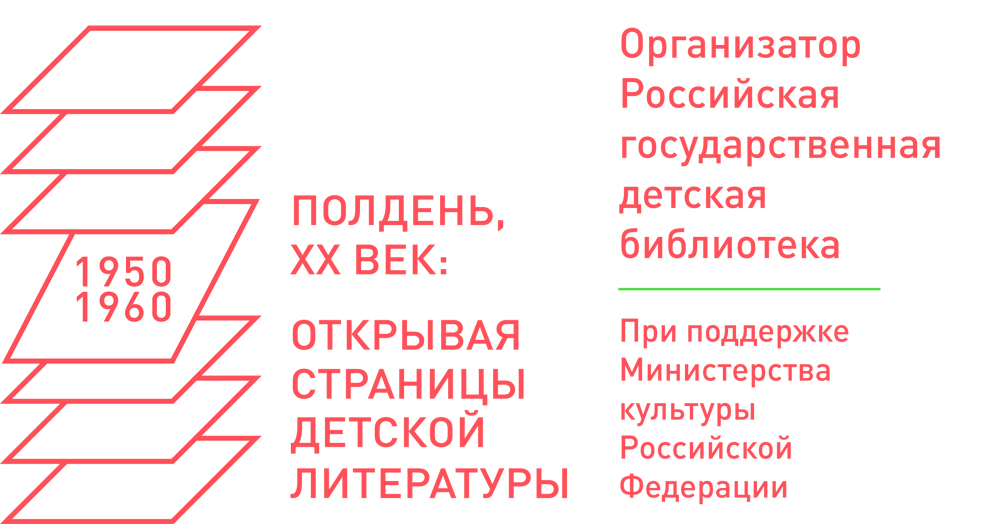 1950
1960
ПОЛДЕНЬ,
XX ВЕК:
ОТКРЫВАЯ
СТРАНИЦЫ
ДЕТСКОЙ
ЛИТЕРАТУРЫ
Организатор
Российская
государственная
детская
библиотека
При поддержке
Министерства
культуры
Российской
Федерации